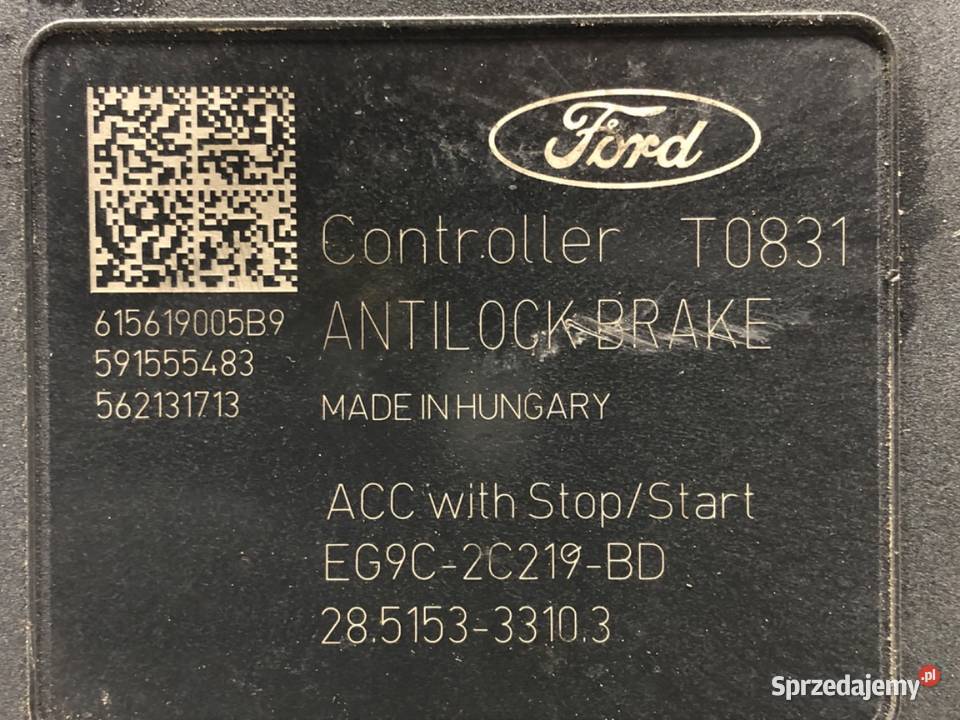 Ford
Controller T0831
ANTILOCK BRAKE
615619005B9
591555483
562131713
MADE IN HUNGARY
ACC with Stop/Start
EG9C-2C219-BD
28.5153-3310.3
Sprzedajemy.pl